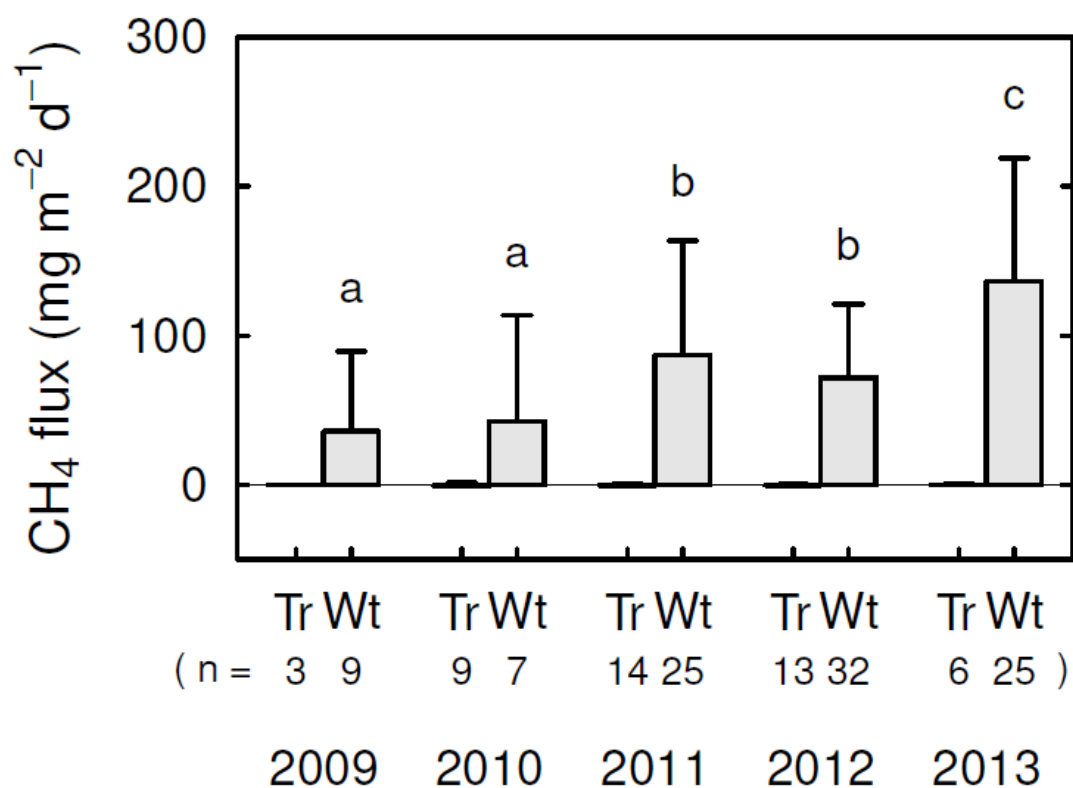 CH₄ flux (mg m⁻² d⁻¹)
300
200
100
0
a
a
b
b
c
Tr Wt Tr Wt Tr Wt Tr Wt Tr Wt
( n = 3 9 9 7 14 25 13 32 6 25 )
2009 2010 2011 2012 2013